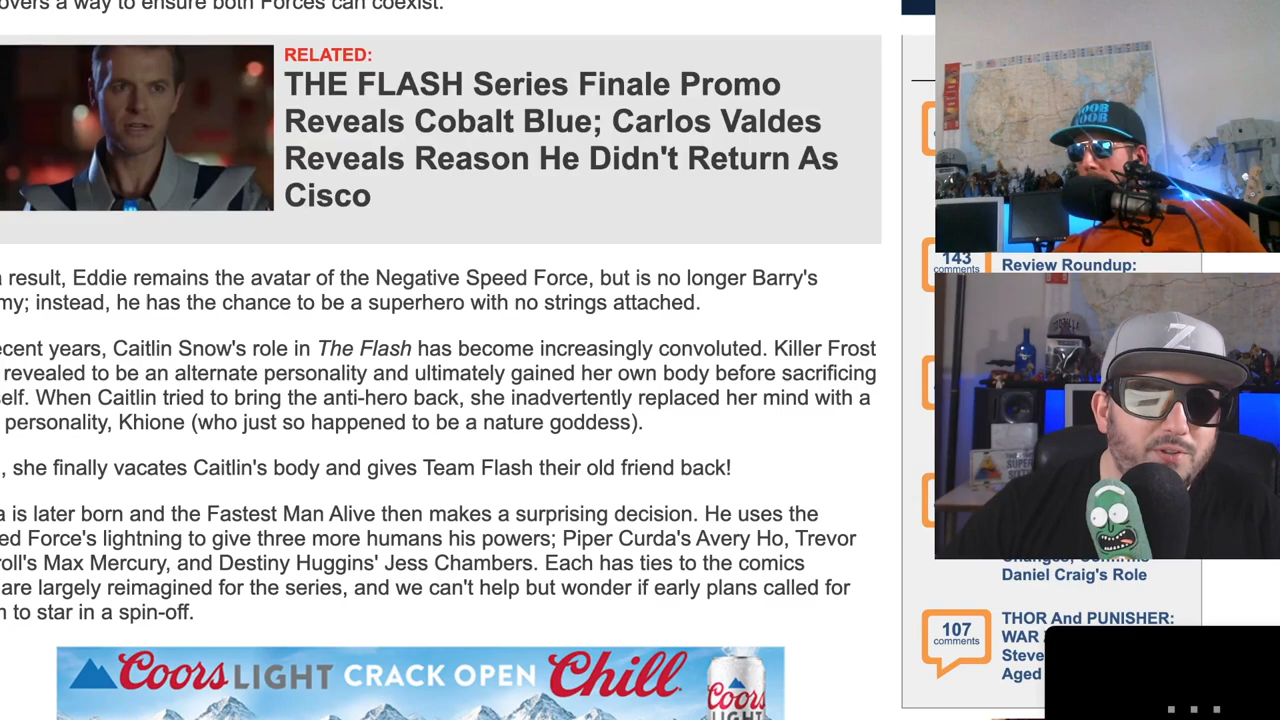 overs a way to ensure both Forces can coexist.
RELATED:
THE FLASH Series Finale Promo
Reveals Cobalt Blue; Carlos Valdes
Reveals Reason He Didn't Return As
Cisco
result, Eddie remains the avatar of the Negative Speed Force, but is no longer Barry's
my; instead, he has the chance to be a superhero with no strings attached.
ecent years, Caitlin Snow's role in The Flash has become increasingly convoluted. Killer Frost
revealed to be an alternate personality and ultimately gained her own body before sacrificing
self. When Caitlin tried to bring the anti-hero back, she inadvertently replaced her mind with a
personality, Khione (who just so happened to be a nature goddess).
, she finally vacates Caitlin's body and gives Team Flash their old friend back!
a is later born and the Fastest Man Alive then makes a surprising decision. He uses the
ed Force's lightning to give three more humans his powers; Piper Curda's Avery Ho, Trevor
roll's Max Mercury, and Destiny Huggins' Jess Chambers. Each has ties to the comics
are largely reimagined for the series, and we can't help but wonder if early plans called for
n to star in a spin-off.
Coors LIGHT CRACK OPEN Chill
Coors
LIGHT
NOOB
NOOB
143
comments
Review Roundup:
Z
SUPER
Changes, Confirms
Daniel Craig's Role
107
comments
THOR And PUNISHER:
WAR
Steve
Aged